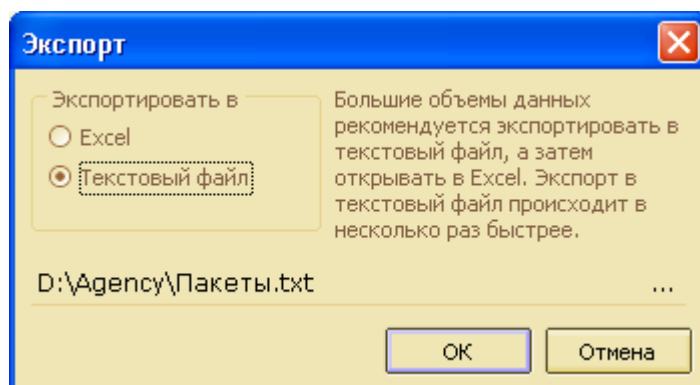 Экспорт
Экспортировать в
Excel
Текстовый файл
Большие объемы данных
рекомендуется экспортировать в
текстовый файл, а затем
открывать в Excel. Экспорт в
текстовый файл происходит в
несколько раз быстрее.
D:\Agency\Пакеты.txt
...
ОК
Отмена